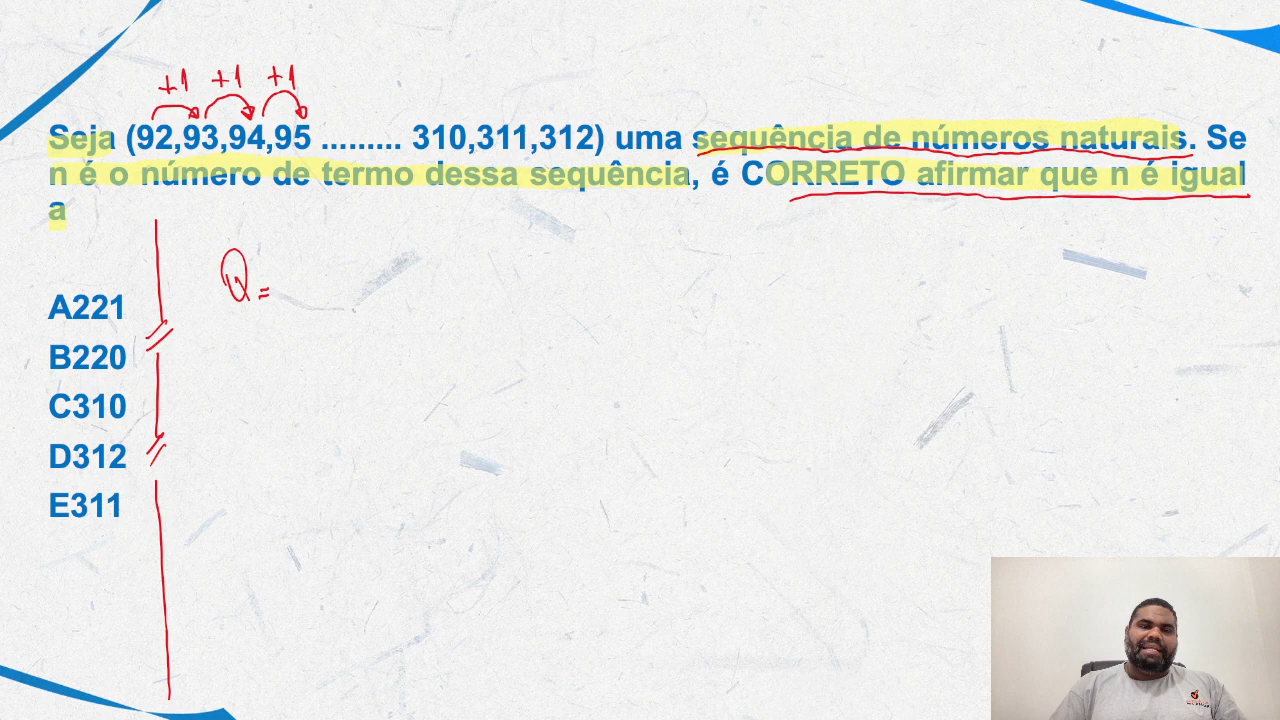 +1 +1 +1
Seja (92,93,94,95 ......... 310,311,312) uma sequência de números naturais. Se
n é o número de termo dessa sequência, é CORRETO afirmar que n é igual
a
Q =
A221
B220
C310
D312
E311